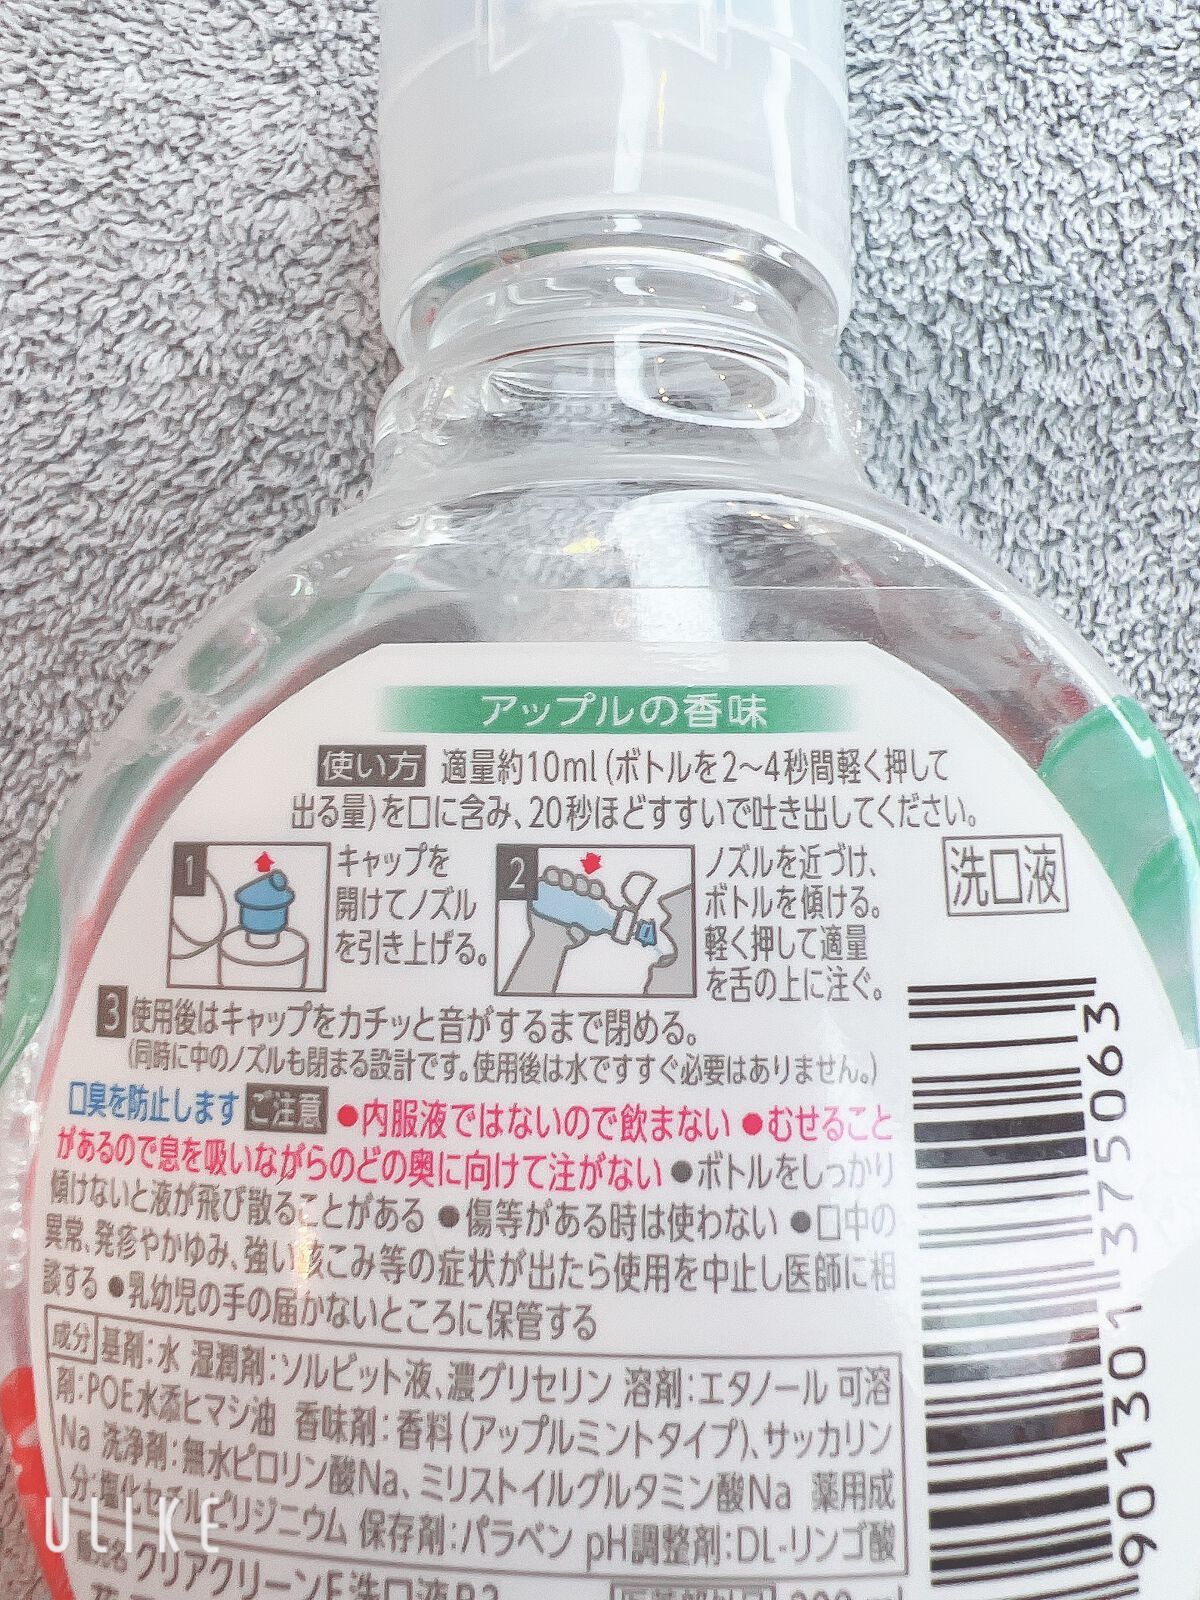 アップルの香味
使い方 適量約10ml(ボトルを2〜4秒間軽く押して
出る量)を口に含み、20秒ほどすすいで吐き出してください。
1 キャップを
開けてノズル
を引き上げる。
2 ノズルを近づけ、
ボトルを傾ける。
軽く押して適量
を舌の上に注ぐ。
洗口液
3 使用後はキャップをカチッと音がするまで閉める。
(同時に中のノズルも閉まる設計です。使用後は水ですすぐ必要はありません。)
口臭を防止します ご注意 ●内服液ではないので飲まない ●むせること
があるので息を吸いながらのどの奥に向けて注がない ●ボトルをしっかり
傾けないと液が飛び散ることがある ●傷等がある時は使わない ●口中の
異常、発疹やかゆみ、強いせきこみ等の症状が出たら使用を中止し医師に相
談する ●乳幼児の手の届かないところに保管する
成分 基剤:水 湿潤剤:ソルビット液、濃グリセリン 溶剤:エタノール 可溶
剤:POE水添ヒマシ油 香味剤:香料(アップルミントタイプ)、サッカリン
Na 洗浄剤:無水ピロリン酸Na、ミリストイルグルタミン酸Na 薬用成
分:塩化セチルピリジニウム 保存剤:パラベン pH調整剤:DL-リンゴ酸
クリアクリーンF洗口液
901301 375063
ULIKE